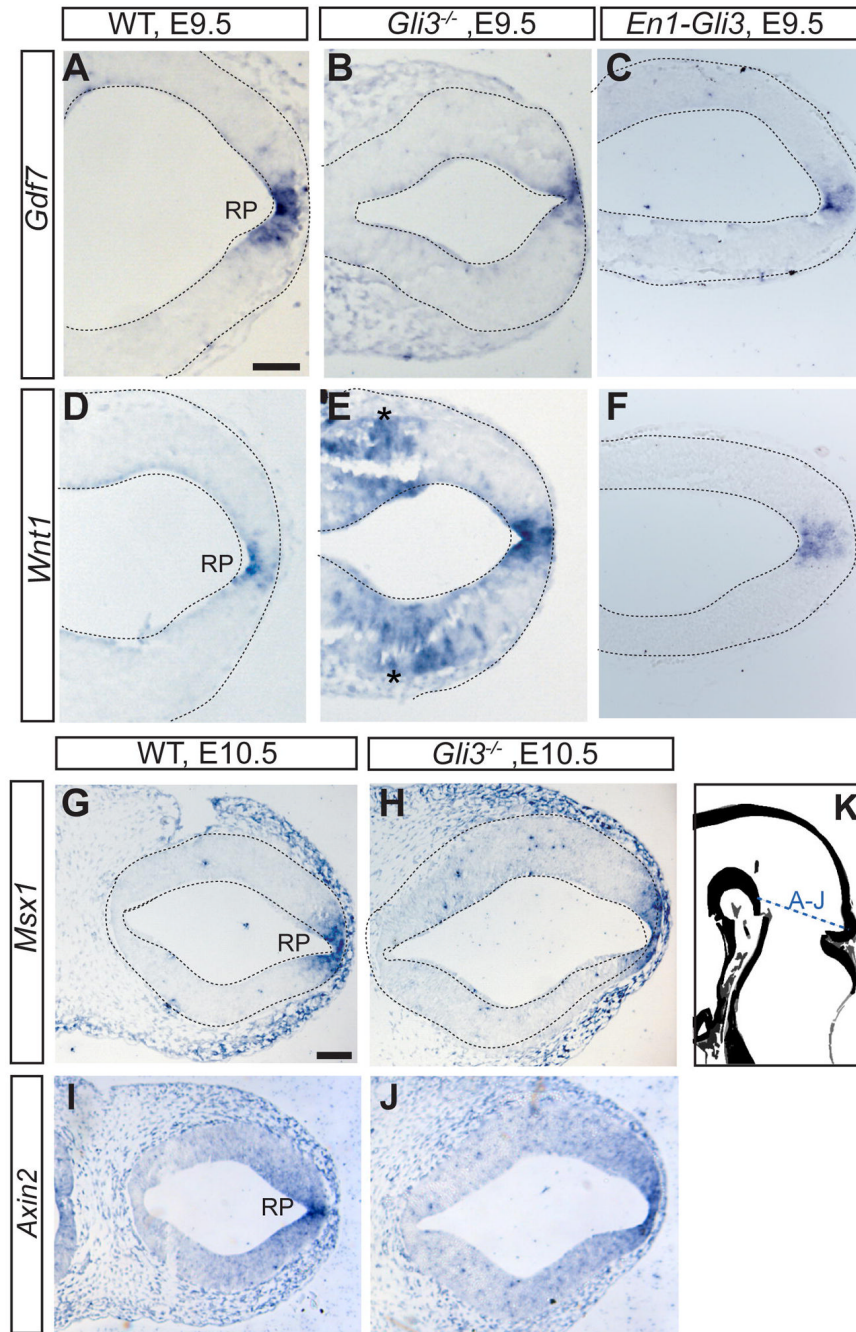 WT, E9.5
Gli3-/- ,E9.5
En1-Gli3, E9.5
Gdf7
A
RP
B
C
Wnt1
D
RP
E
*
*
F
WT, E10.5
Gli3-/- ,E10.5
Msx1
G
RP
H
K
A-J
Axin2
I
RP
J